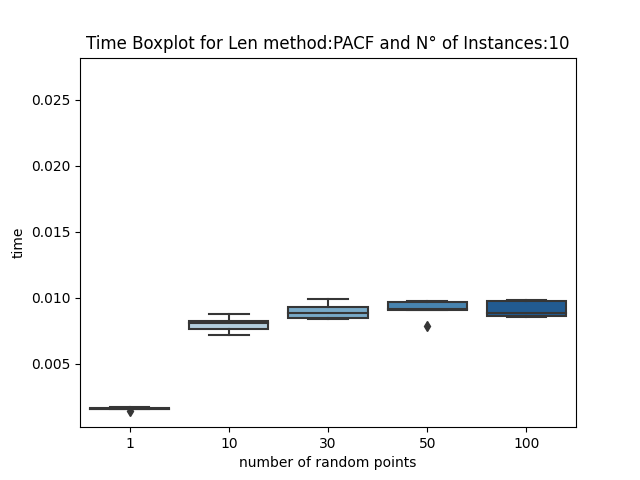 Time Boxplot for Len method:PACF and N° of Instances:10
0.025
0.020
0.015
0.010
0.005
time
1 10 30 50 100
number of random points